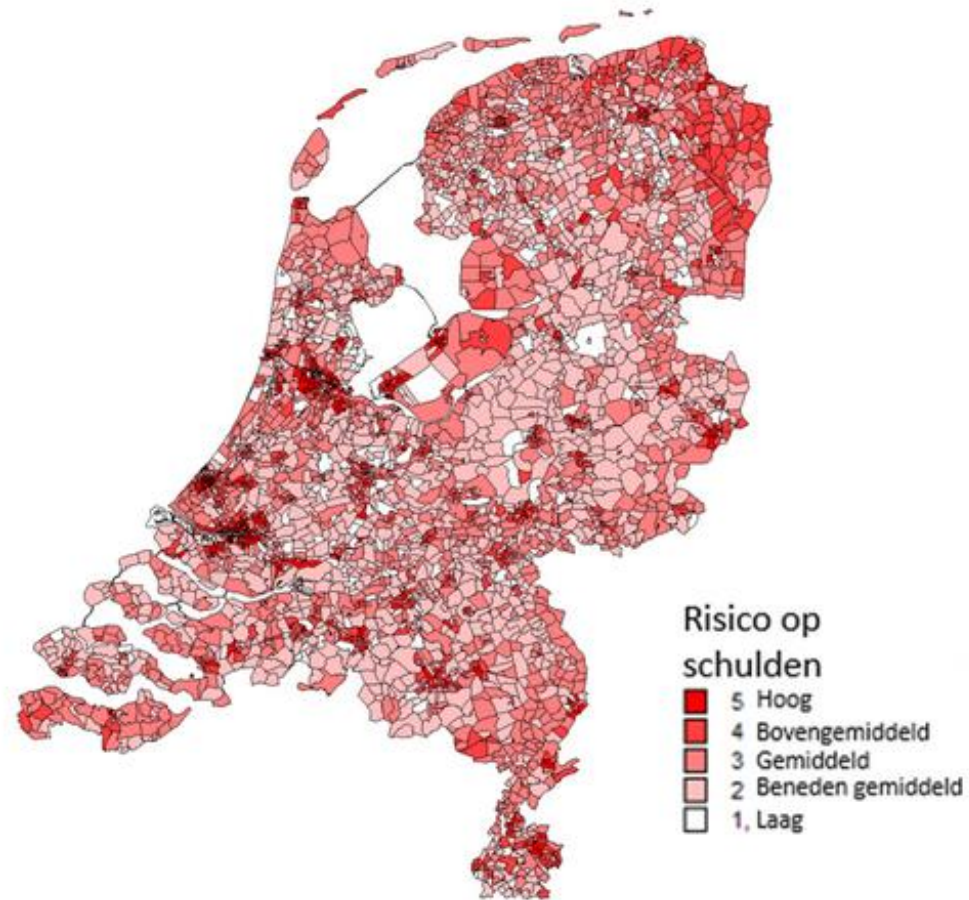 Risico op
schulden
5 Hoog
4 Bovengemiddeld
3 Gemiddeld
2 Beneden gemiddeld
1, Laag